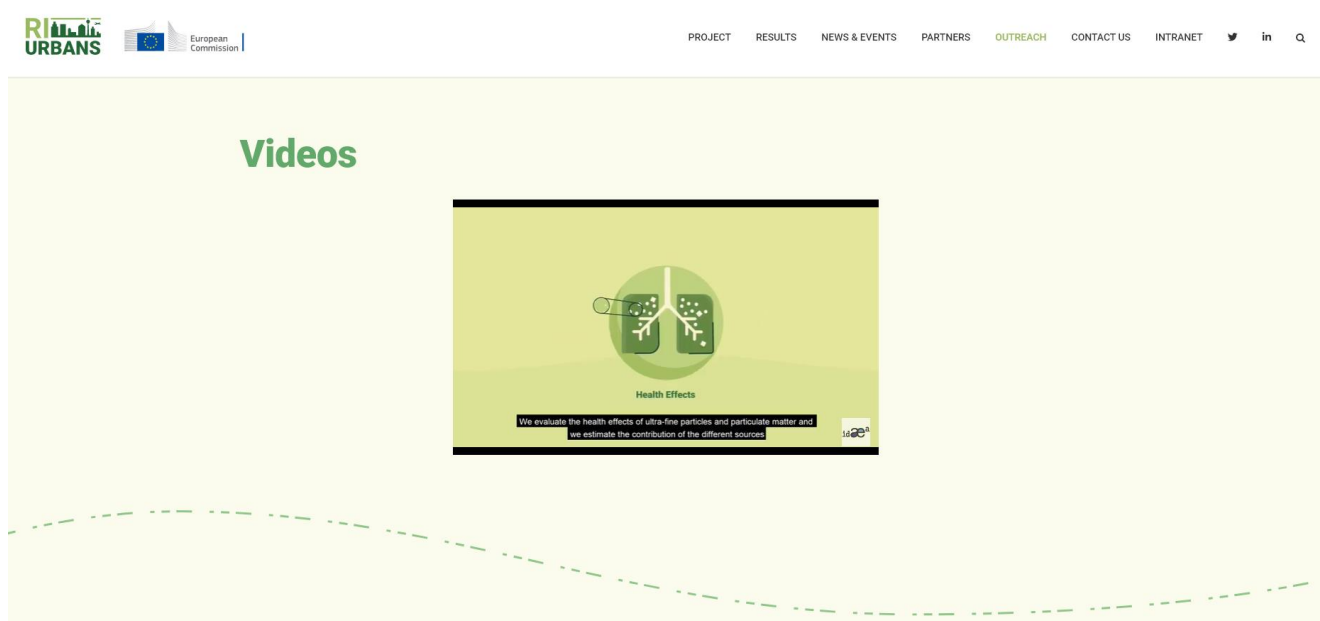 RI
URBANS
European
Commission
PROJECT RESULTS NEWS & EVENTS PARTNERS OUTREACH CONTACT US INTRANET in
Videos
Health Effects
We evaluate the health effects of ultra-fine particles and particulate matter and
we estimate the contribution of the different sources
idæa